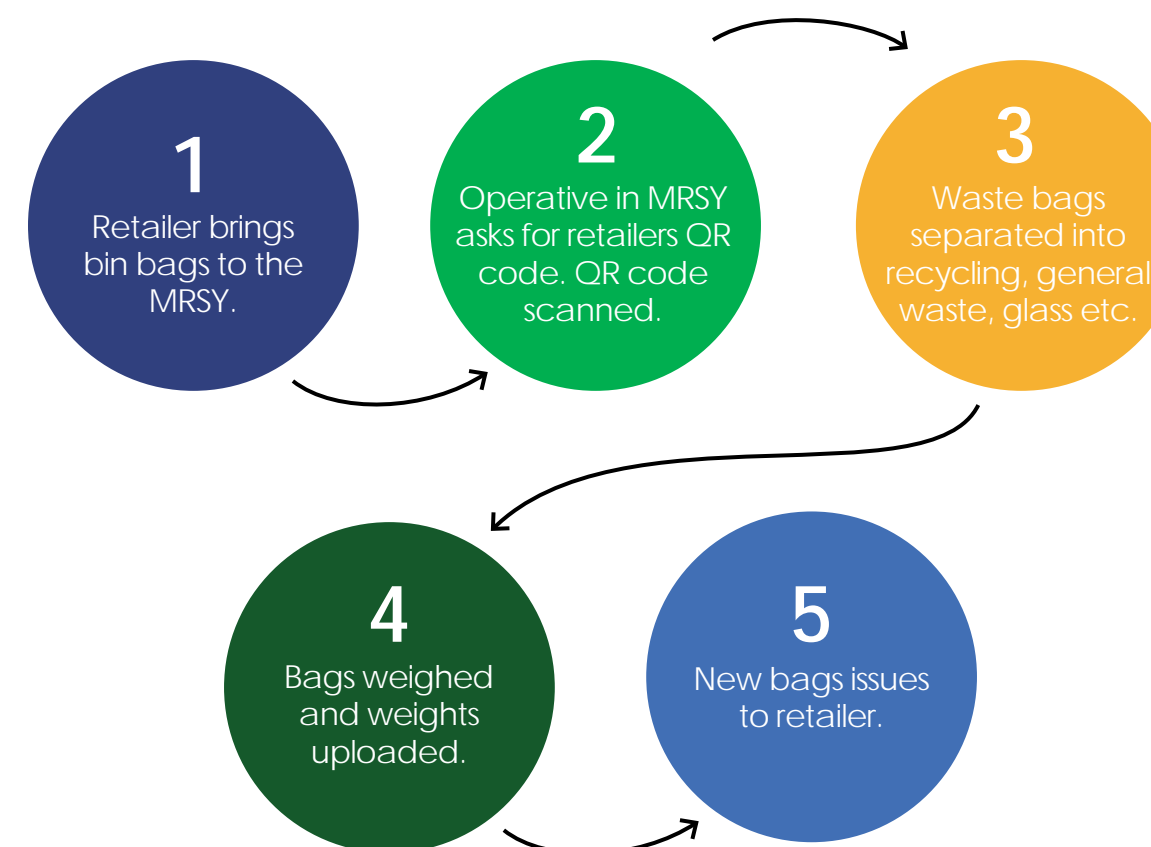 1
Retailer brings
bin bags to the
MRSY.
2
Operative in MRSY
asks for retailers QR
code. QR code
scanned.
3
Waste bags
separated into
recycling, general
waste, glass etc.
4
Bags weighed
and weights
uploaded.
5
New bags issues
to retailer.